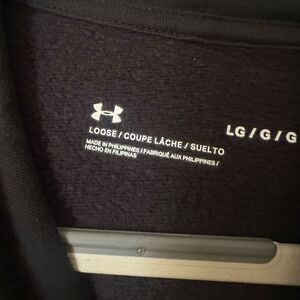 LOOSE / COUPE LÂCHE / SUELTO
LG / G / G
MADE IN PHILIPPINES / FABRIQUÉ AUX PHILIPPINES /
HECHO EN FILIPINAS